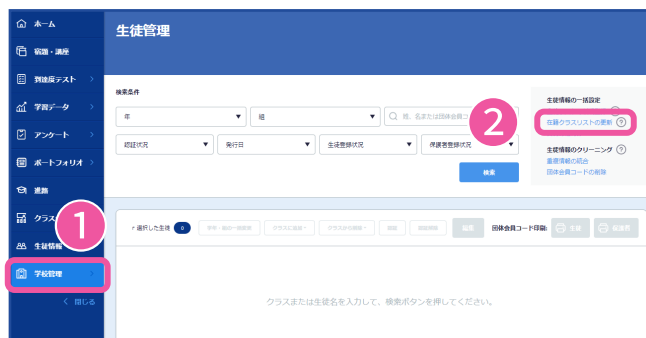 ホーム
宿題・講座
到達度テスト
学習データ
アンケート
ポートフォリオ
進路
クラス
生徒情報
学校管理
閉じる
1
生徒管理
検索条件
年
組
姓、名または団体会員コ
認証状況
発行日
生徒登録状況
保護者登録状況
検索
2
生徒情報の一括設定
在籍クラスリストの更新
生徒情報のクリーニング
重複情報の統合
団体会員コードの削除
選択した生徒 0
団体会員コード印刷:
生徒
保護者
クラスまたは生徒名を入力して、検索ボタンを押してください。